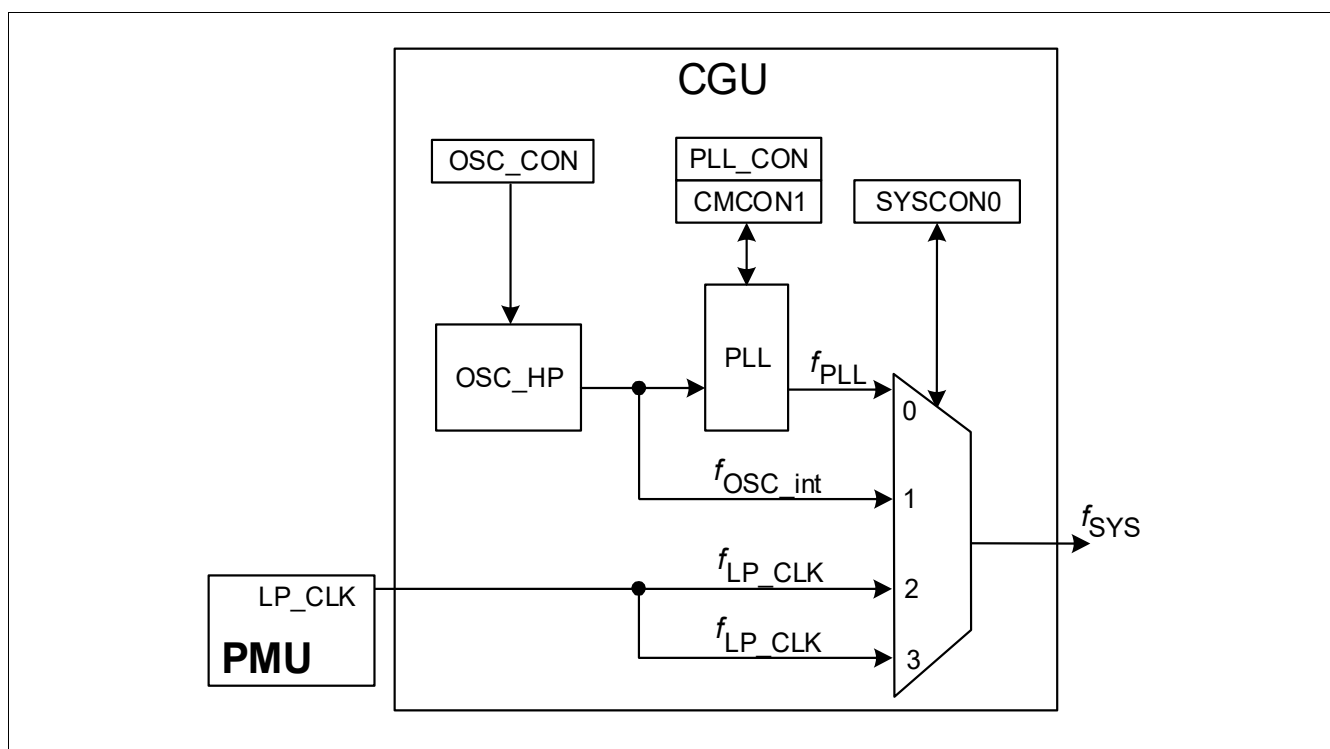 CGU
OSC_CON
PLL_CON
CMCON1
SYSCON0
OSC_HP
PLL
fPLL
0
fOSC_int
1
fSYS
LP_CLK
PMU
fLP_CLK
2
fLP_CLK
3